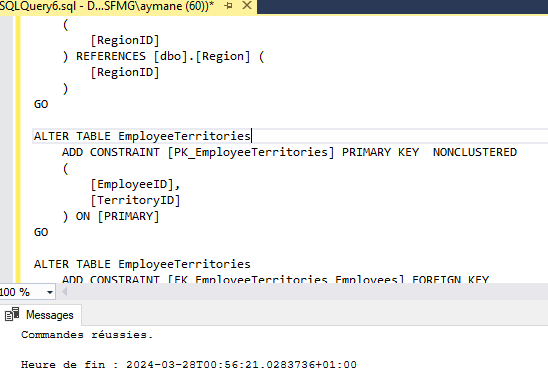 SQLQuery6.sql - D...SFMG\aymane (60))*
(
[RegionID]
) REFERENCES [dbo].[Region] (
[RegionID]
)
GO
ALTER TABLE EmployeeTerritories
ADD CONSTRAINT [PK_EmployeeTerritories] PRIMARY KEY  NONCLUSTERED
(
[EmployeeID],
[TerritoryID]
) ON [PRIMARY]
GO
ALTER TABLE EmployeeTerritories
ADD CONSTRAINT [FK_EmployeeTerritories_Employees] FOREIGN KEY
100 %
Messages
Commandes réussies.
Heure de fin : 2024-03-28T00:56:21.0283736+01:00